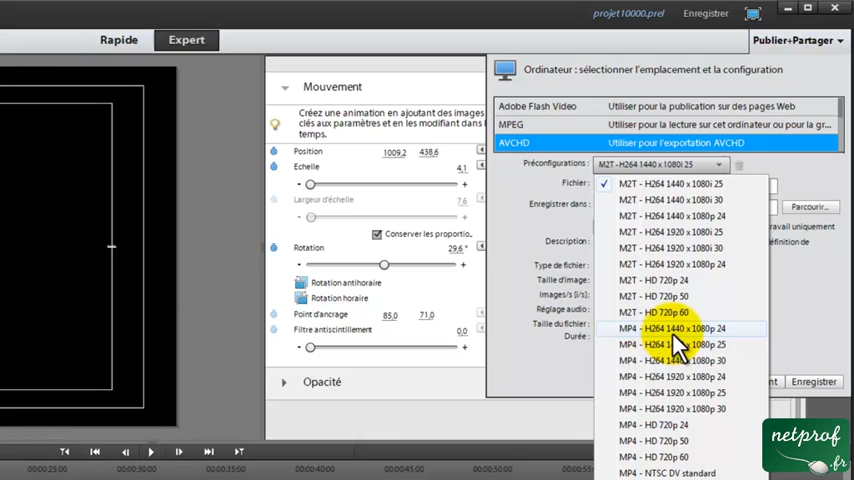 projet10000.prel Enregistrer
Rapide Expert Publier+Partager
Mouvement
Créez une animation en ajoutant des images
clés aux paramètres et en les modifiant dans l
temps.
Position 1009,2 438,6
Echelle 4,1
- +
Largeur d'échelle 7,6
Conserver les proportio..
Rotation 29,6 °
- +
Rotation antihoraire
Rotation horaire
Point d'ancrage 85,0 71,0
Filtre antiscintillement 0,0
Opacité
Ordinateur : sélectionner l'emplacement et la configuration
Adobe Flash Video Utiliser pour la publication sur des pages Web
MPEG Utiliser pour la lecture sur cet ordinateur ou pour la gr...
AVCHD Utiliser pour l'exportation AVCHD
Préconfigurations : M2T - H264 1440 x 1080i 25
Fichier :
Enregistrer dans : Parcourir...
ravail uniquement
Description : définition de
Type de fichier :
Taille d'image :
Images/s [i/s] :
Réglage audio :
Taille du fichier :
Durée :
M2T - H264 1440 x 1080i 25
M2T - H264 1440 x 1080i 30
M2T - H264 1440 x 1080p 24
M2T - H264 1920 x 1080i 25
M2T - H264 1920 x 1080i 30
M2T - H264 1920 x 1080p 24
M2T - HD 720p 24
M2T - HD 720p 50
M2T - HD 720p 60
MP4 - H264 1440 x 1080p 24
MP4 - H264 1440 x 1080p 25
MP4 - H264 1440 x 1080p 30
MP4 - H264 1920 x 1080p 24
MP4 - H264 1920 x 1080p 25
MP4 - H264 1920 x 1080p 30
MP4 - HD 720p 24
MP4 - HD 720p 50
MP4 - HD 720p 60
MP4 - NTSC DV standard
nt Enregistrer
00:00:25:00 00:00:30:00 00:00:35:00 00:00:40:00 00:00:45:00 00:00:50:00
netprof
.fr